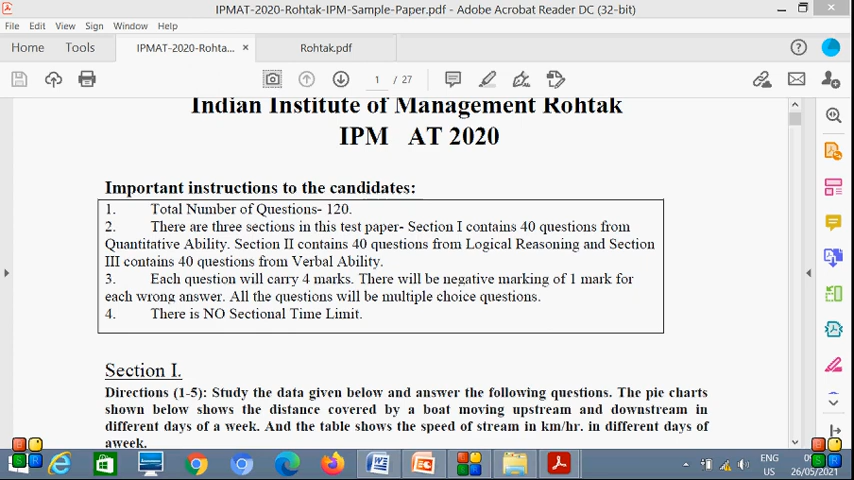 IPMAT-2020-Rohtak-IPM-Sample-Paper.pdf - Adobe Acrobat Reader DC (32-bit)
File Edit View Sign Window Help
Home Tools IPMAT-2020-Rohta... × Rohtak.pdf
1 / 27
Indian Institute of Management Rohtak
IPM AT 2020
Important instructions to the candidates:
1. Total Number of Questions- 120.
2. There are three sections in this test paper- Section I contains 40 questions from
Quantitative Ability. Section II contains 40 questions from Logical Reasoning and Section
III contains 40 questions from Verbal Ability.
3. Each question will carry 4 marks. There will be negative marking of 1 mark for
each wrong answer. All the questions will be multiple choice questions.
4. There is NO Sectional Time Limit.
Section I.
Directions (1-5): Study the data given below and answer the following questions. The pie charts
shown below shows the distance covered by a boat moving upstream and downstream in
different days of a week. And the table shows the speed of stream in km/hr. in different days of
aweek.
ENG
US
26/05/2021